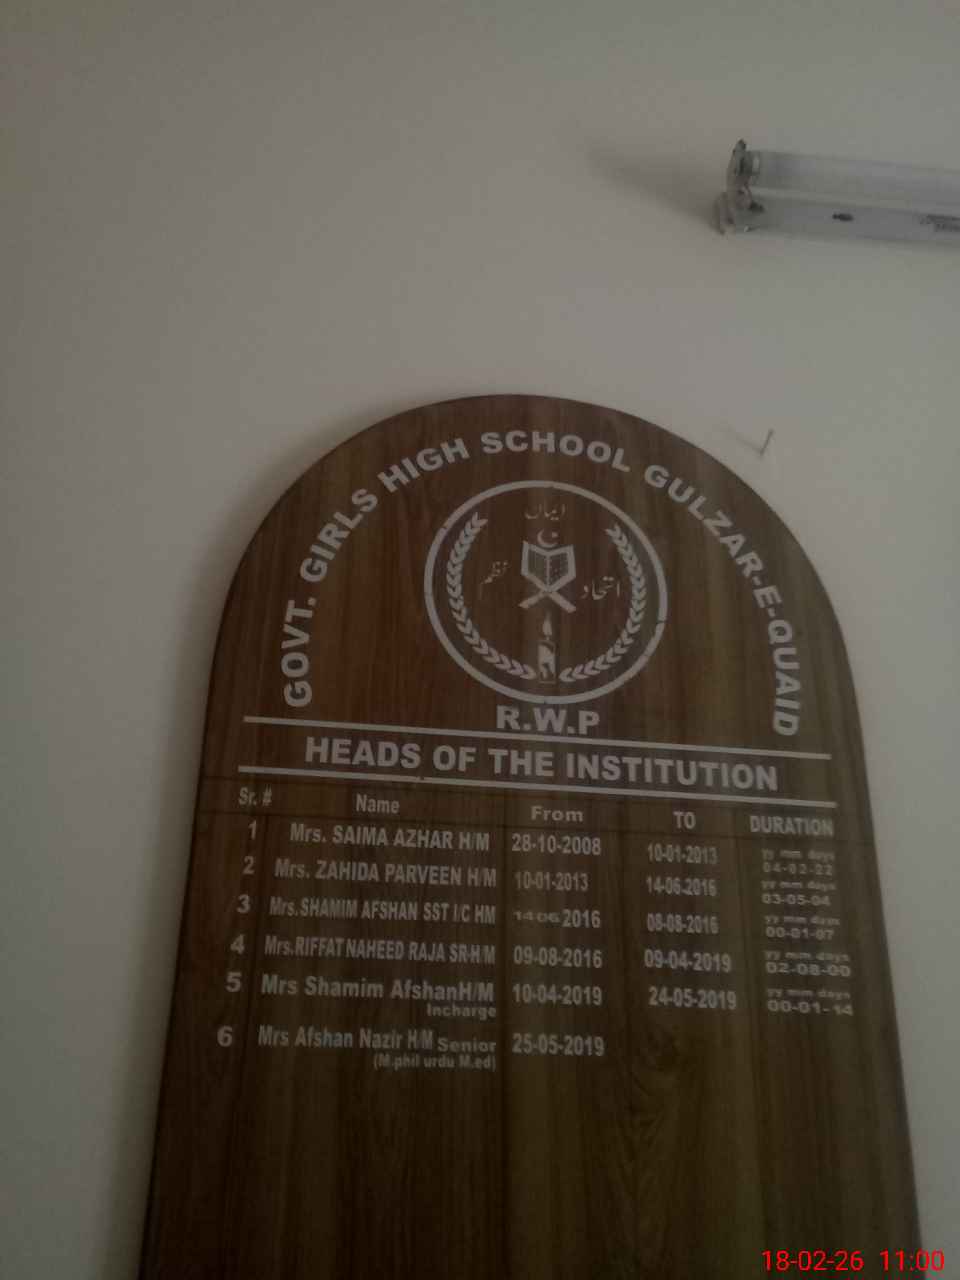 GOVT. GIRLS HIGH SCHOOL GULZAR-E-QUAID
ایمان
اتحاد نظم
R.W.P
HEADS OF THE INSTITUTION
Sr. # Name From TO DURATION
1 Mrs. SAIMA AZHAR H/M 28-10-2008 10-01-2013 yy mm days 04-02-22
2 Mrs. ZAHIDA PARVEEN H/M 10-01-2013 14-06-2016 yy mm days 03-05-04
3 Mrs.SHAMIM AFSHAN SST I/C HM 14 06 2016 08-08-2016 yy mm days 00-01-07
4 Mrs.RIFFAT NAHEED RAJA SR-H/M 09-08-2016 09-04-2019 yy mm days 02-08-00
5 Mrs Shamim Afshan H/M Incharge 10-04-2019 24-05-2019 yy mm days 00-01-14
6 Mrs Afshan Nazir H/M Senior 25-05-2019
(M.phil urdu M.ed)
18-02-26 11:00